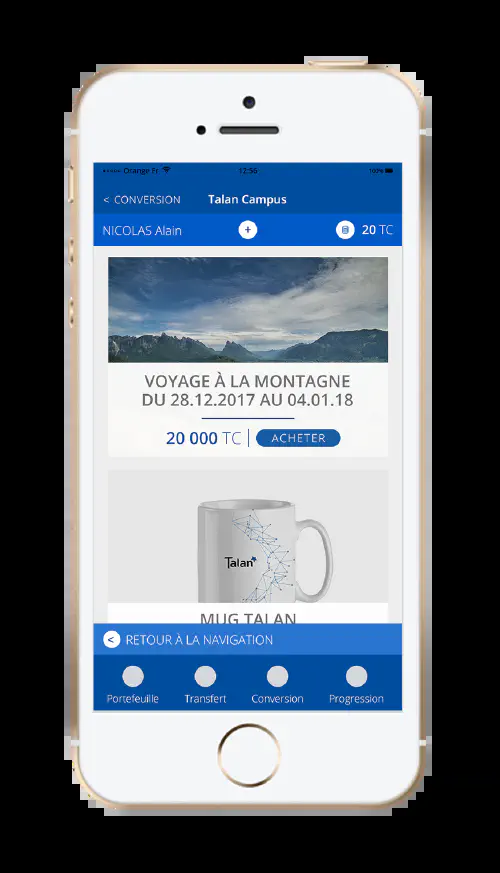 Orange Fr 12:56 100%
< CONVERSION Talan Campus
NICOLAS Alain + 20 TC
VOYAGE À LA MONTAGNE
DU 28.12.2017 AU 04.01.18
20 000 TC | ACHETER
Talan
MUG TALAN
< RETOUR À LA NAVIGATION
Portefeuille Transfert Conversion Progression